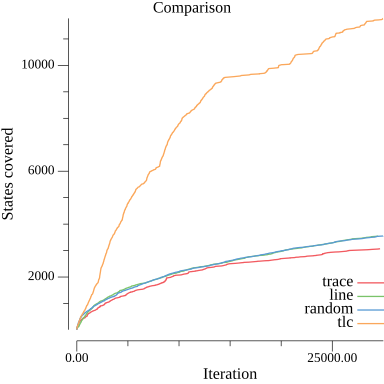 Comparison
States covered
10000
6000
2000
trace
line
random
tlc
0.00
25000.00
Iteration